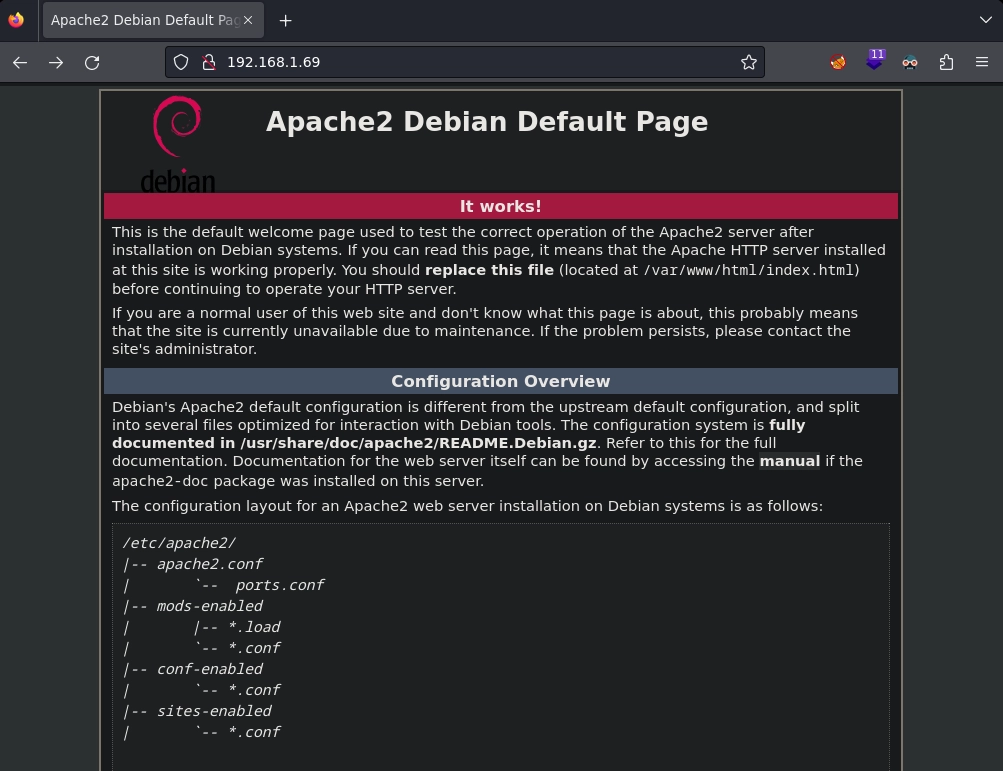 Apache2 Debian Default Pag
192.168.1.69
11
debian
Apache2 Debian Default Page
It works!
This is the default welcome page used to test the correct operation of the Apache2 server after
installation on Debian systems. If you can read this page, it means that the Apache HTTP server installed
at this site is working properly. You should replace this file (located at /var/www/html/index.html)
before continuing to operate your HTTP server.
If you are a normal user of this web site and don't know what this page is about, this probably means
that the site is currently unavailable due to maintenance. If the problem persists, please contact the
site's administrator.
Configuration Overview
Debian's Apache2 default configuration is different from the upstream default configuration, and split
into several files optimized for interaction with Debian tools. The configuration system is fully
documented in /usr/share/doc/apache2/README.Debian.gz. Refer to this for the full
documentation. Documentation for the web server itself can be found by accessing the manual if the
apache2-doc package was installed on this server.
The configuration layout for an Apache2 web server installation on Debian systems is as follows:
/etc/apache2/
|-- apache2.conf
|       `--  ports.conf
|-- mods-enabled
|       |-- *.load
|       `-- *.conf
|-- conf-enabled
|       `-- *.conf
|-- sites-enabled
|       `-- *.conf